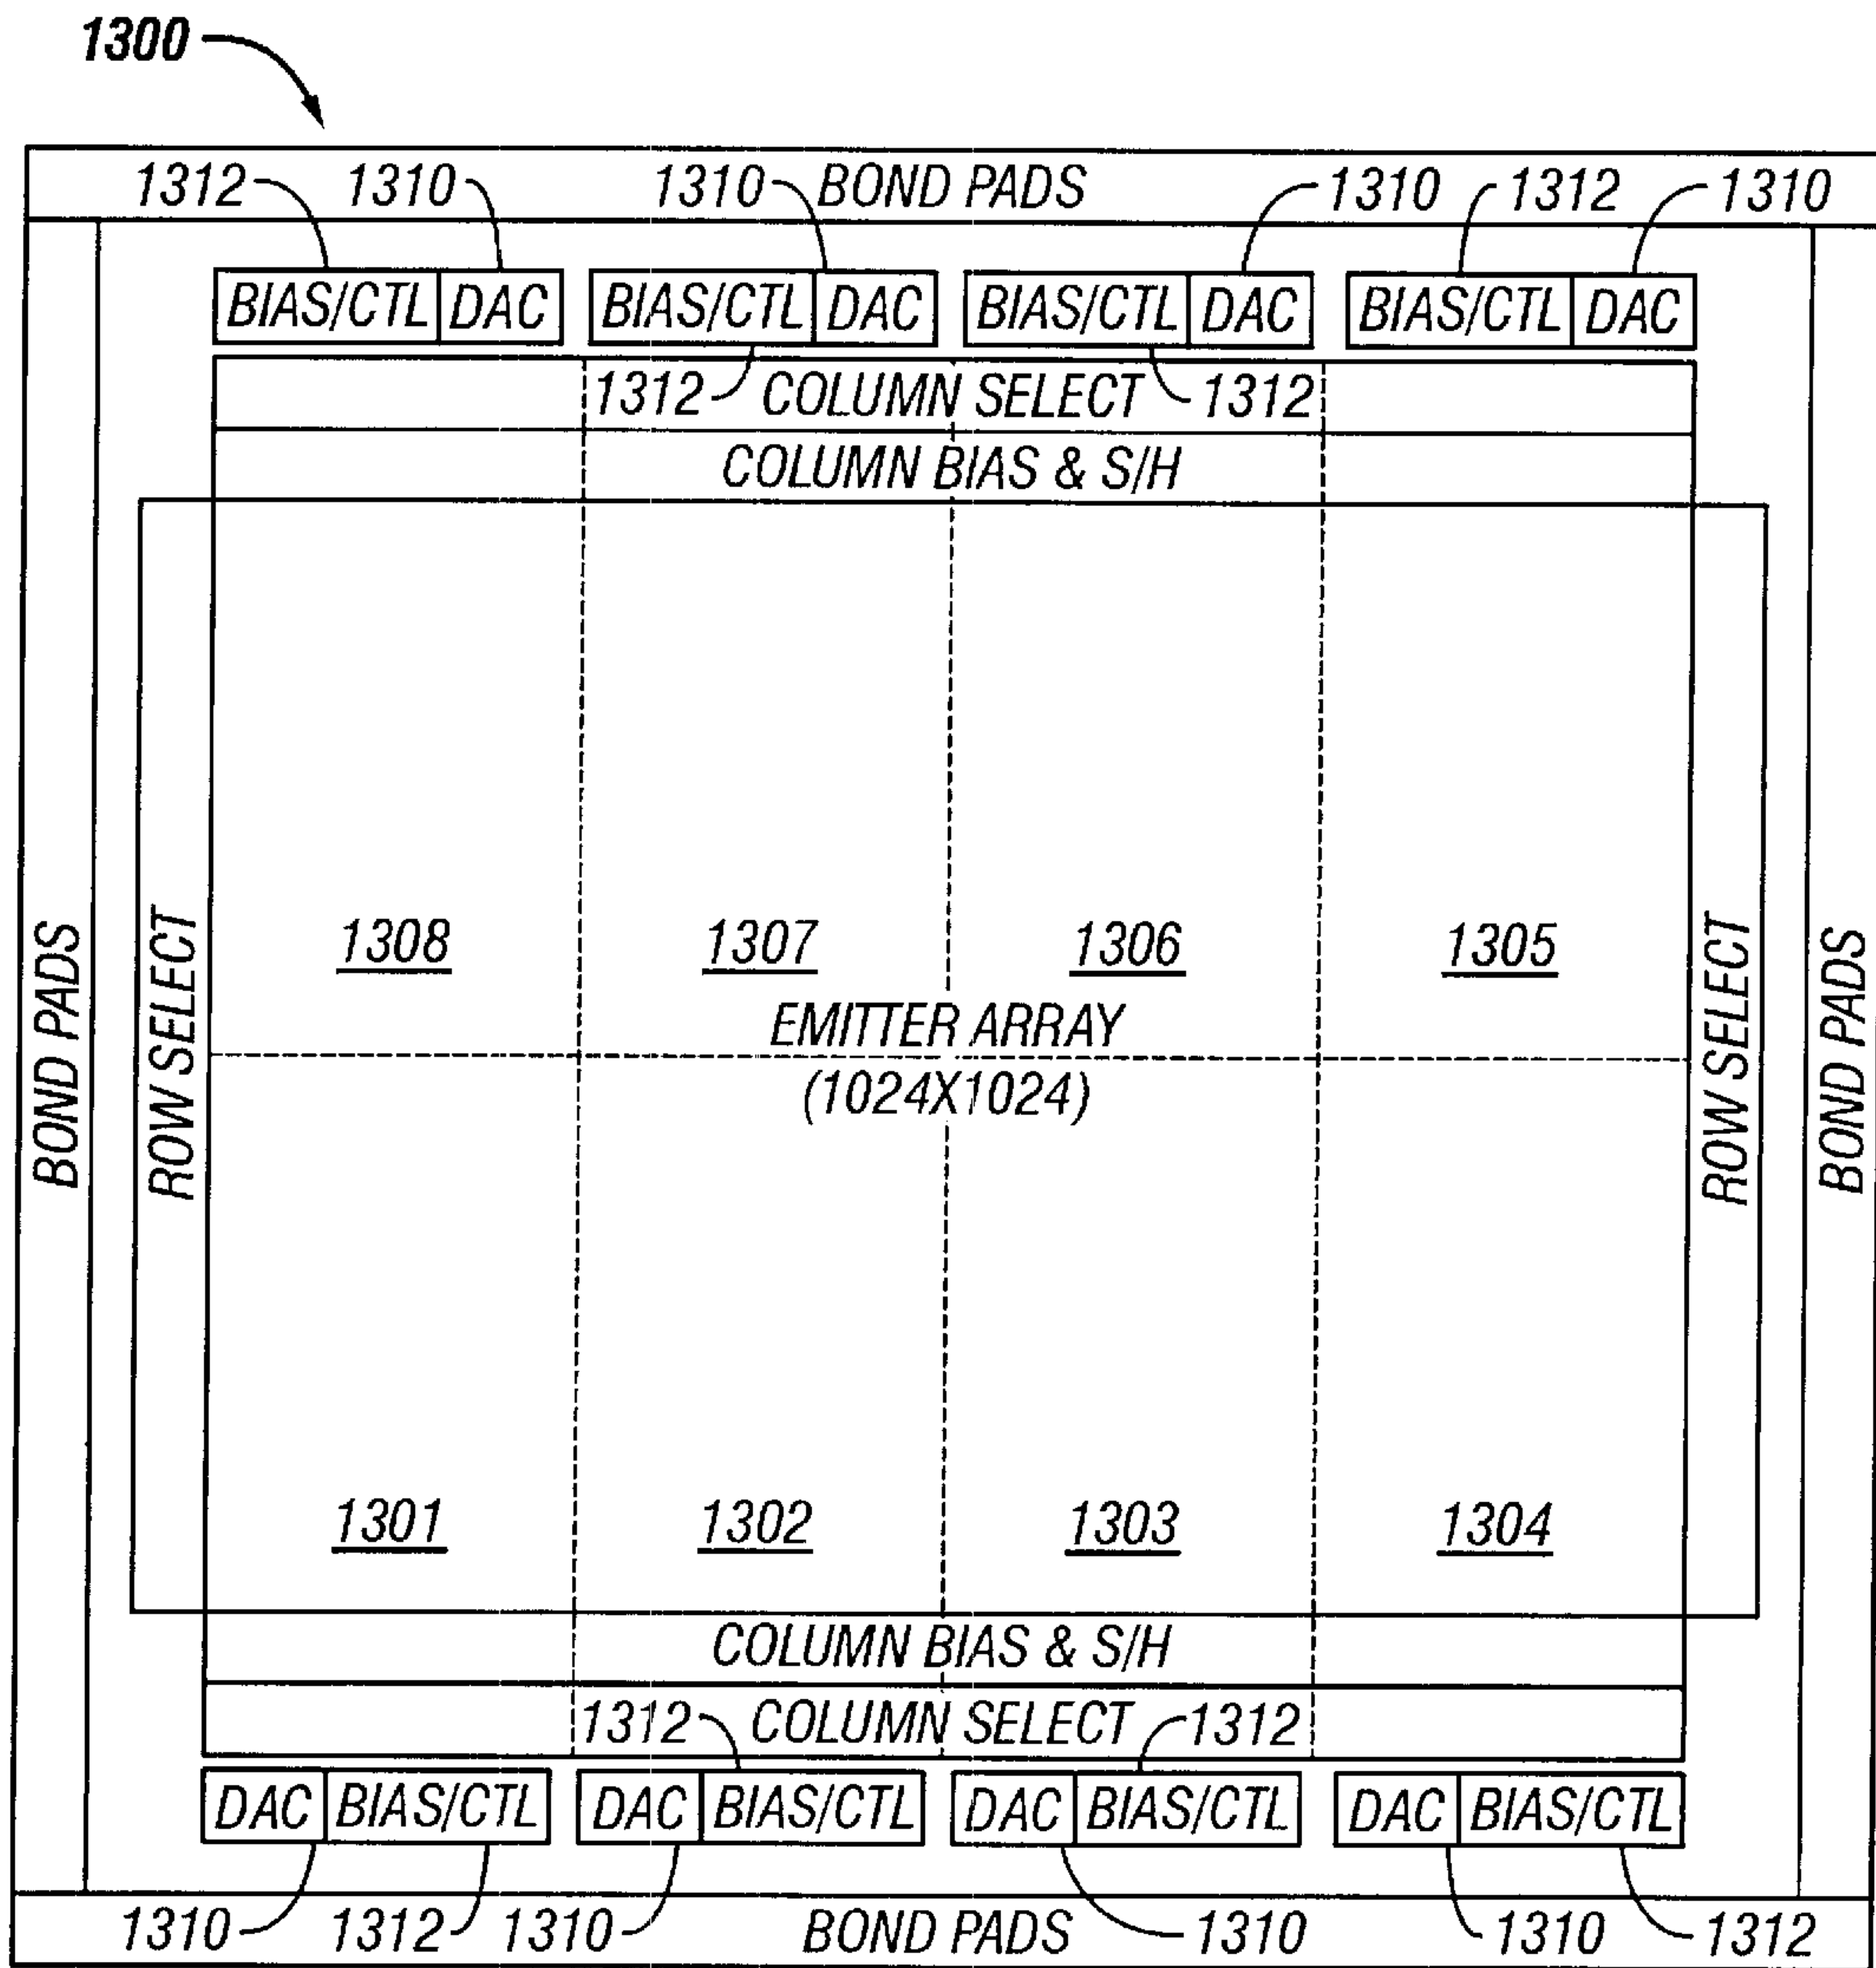 1300
1312 1310 1310 BOND PADS 1310 1312 1310
BIAS/CTL DAC BIAS/CTL DAC BIAS/CTL DAC BIAS/CTL DAC
1312 COLUMN SELECT 1312
COLUMN BIAS & S/H
BOND PADS
ROW SELECT
1308 1307 1306 1305
EMITTER ARRAY
(1024X1024)
ROW SELECT
BOND PADS
1301 1302 1303 1304
COLUMN BIAS & S/H
1312 COLUMN SELECT 1312
DAC BIAS/CTL DAC BIAS/CTL DAC BIAS/CTL DAC BIAS/CTL
1310 1312 1310 BOND PADS 1310 1310 1312